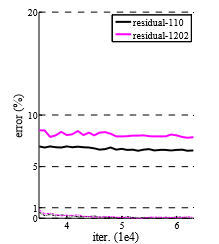 20
residual-110
residual-1202
error (%)
10
5
1
0
4
5
6
iter. (1e4)